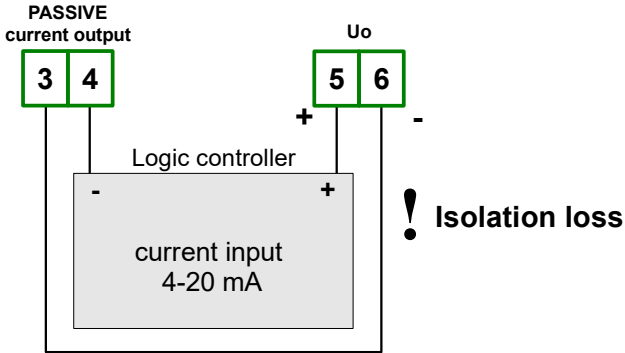 PASSIVE
current output
Uo
3 4
5 6
+ -
Logic controller
- +
! Isolation loss
current input
4-20 mA